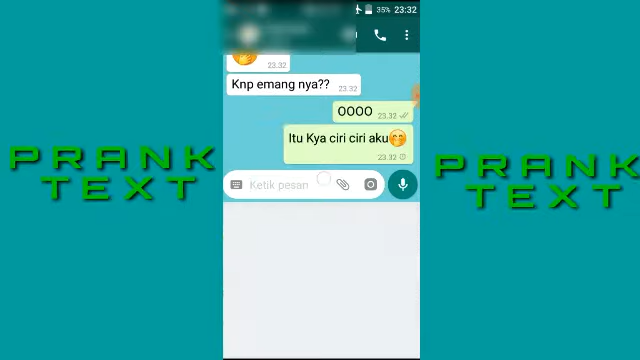 35% 23:32
23.32
Knp emang nya??
23.32
OOOO
23.32
Itu Kya ciri ciri aku🤭
23.32
Ketik pesan
PRANK
TEXT
PRANK
TEXT